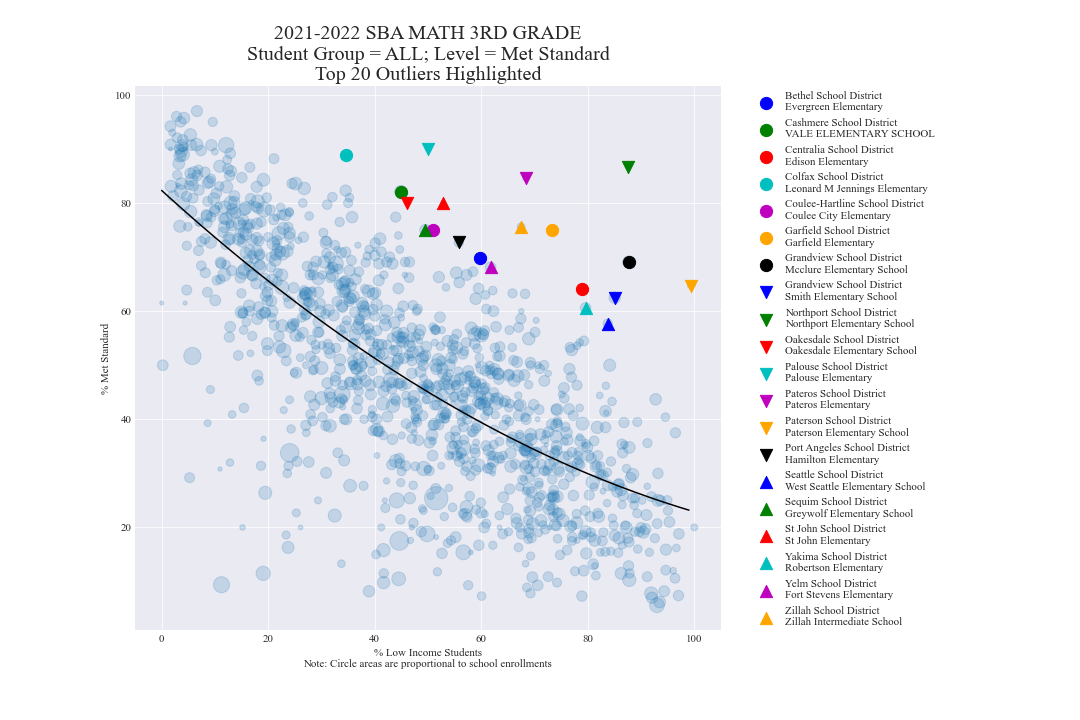 2021-2022 SBA MATH 3RD GRADE
Student Group = ALL; Level = Met Standard
Top 20 Outliers Highlighted
100
80
60
40
20
% Met Standard
0
20
40
60
80
100
% Low Income Students
Note: Circle areas are proportional to school enrollments
Bethel School District
Evergreen Elementary
Cashmere School District
VALE ELEMENTARY SCHOOL
Centralia School District
Edison Elementary
Colfax School District
Leonard M Jennings Elementary
Coulee-Hartline School District
Coulee City Elementary
Garfield School District
Garfield Elementary
Grandview School District
Mcclure Elementary School
Grandview School District
Smith Elementary School
Northport School District
Northport Elementary School
Oakesdale School District
Oakesdale Elementary School
Palouse School District
Palouse Elementary
Pateros School District
Pateros Elementary
Paterson School District
Paterson Elementary School
Port Angeles School District
Hamilton Elementary
Seattle School District
West Seattle Elementary School
Sequim School District
Greywolf Elementary School
St John School District
St John Elementary
Yakima School District
Robertson Elementary
Yelm School District
Fort Stevens Elementary
Zillah School District
Zillah Intermediate School